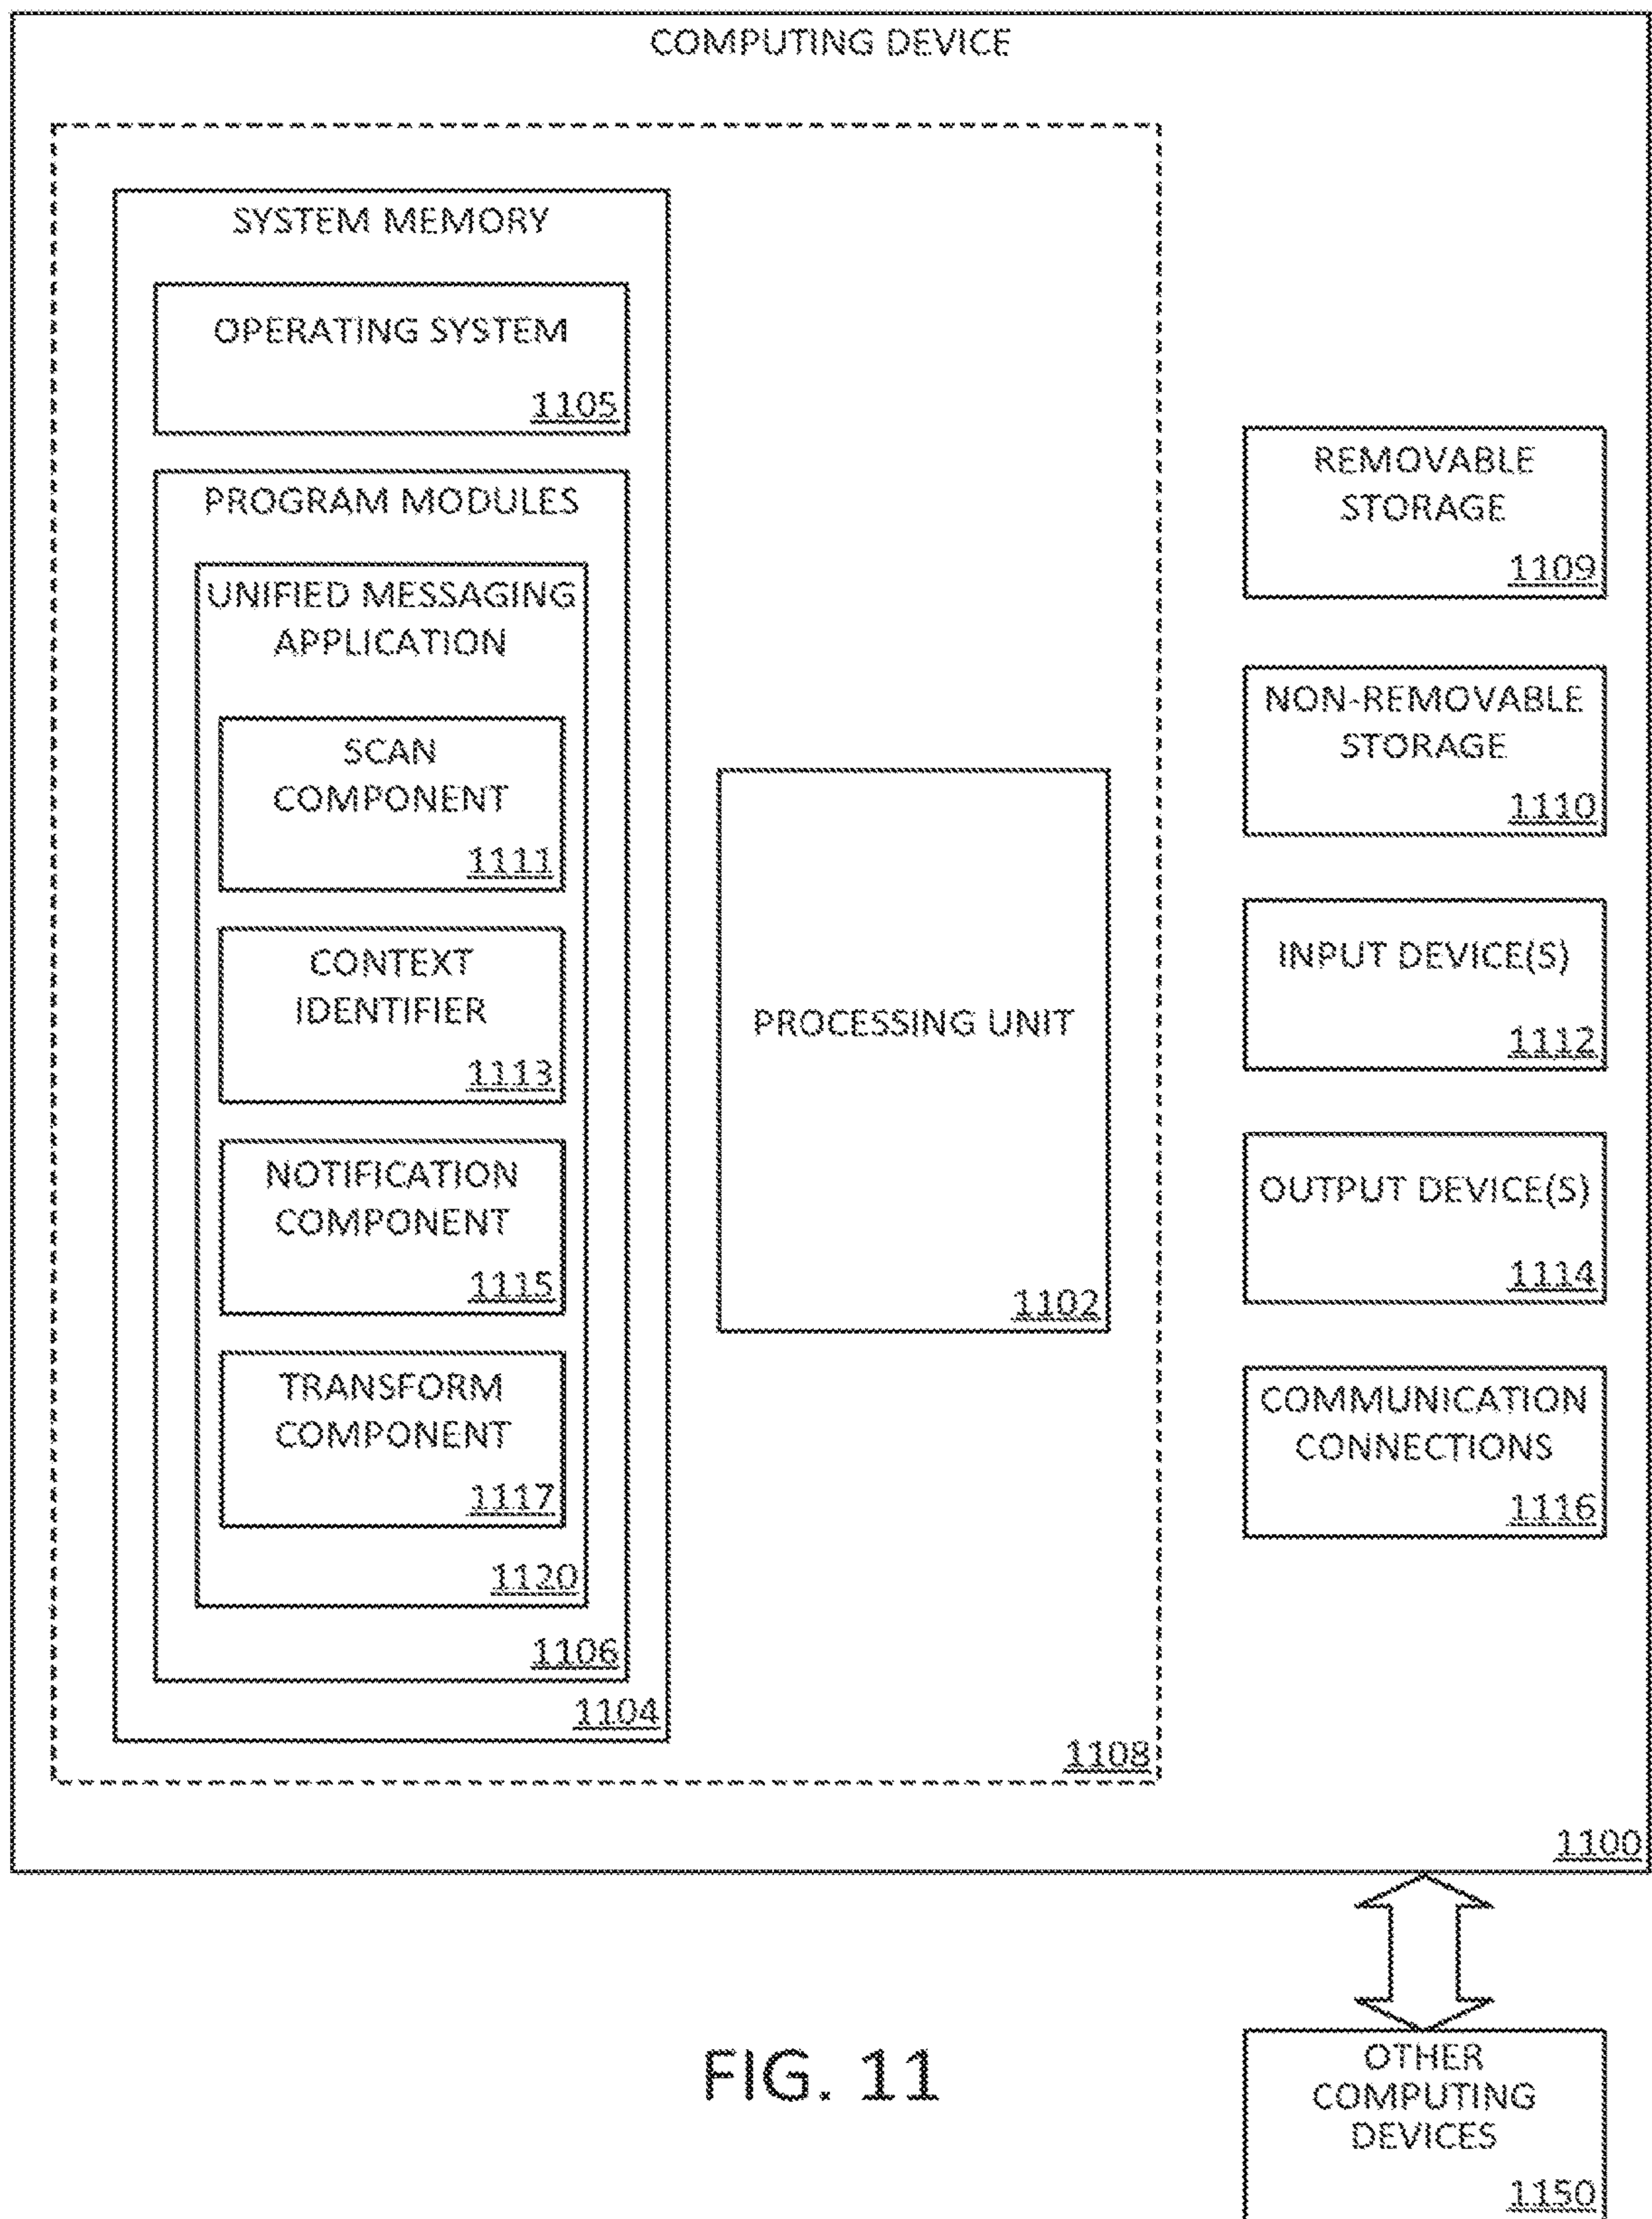 COMPUTING DEVICE
SYSTEM MEMORY
OPERATING SYSTEM
1105
PROGRAM MODULES
UNIFIED MESSAGING
APPLICATION
SCAN
COMPONENT
1111
CONTEXT
IDENTIFIER
1113
NOTIFICATION
COMPONENT
1115
TRANSFORM
COMPONENT
1117
1120
1106
1104
PROCESSING UNIT
1102
1108
REMOVABLE
STORAGE
1109
NON-REMOVABLE
STORAGE
1110
INPUT DEVICE(S)
1112
OUTPUT DEVICE(S)
1114
COMMUNICATION
CONNECTIONS
1116
1100
OTHER
COMPUTING
DEVICES
1150
FIG. 11